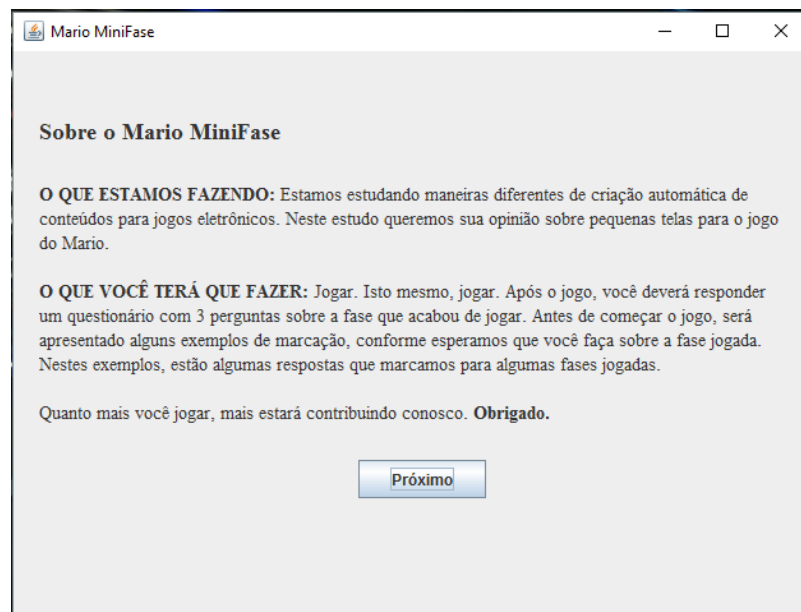 Mario MiniFase
Sobre o Mario MiniFase
O QUE ESTAMOS FAZENDO: Estamos estudando maneiras diferentes de criação automática de
conteúdos para jogos eletrônicos. Neste estudo queremos sua opinião sobre pequenas telas para o jogo
do Mario.
O QUE VOCÊ TERÁ QUE FAZER: Jogar. Isto mesmo, jogar. Após o jogo, você deverá responder
um questionário com 3 perguntas sobre a fase que acabou de jogar. Antes de começar o jogo, será
apresentado alguns exemplos de marcação, conforme esperamos que você faça sobre a fase jogada.
Nestes exemplos, estão algumas respostas que marcamos para algumas fases jogadas.
Quanto mais você jogar, mais estará contribuindo conosco. Obrigado.
Próximo